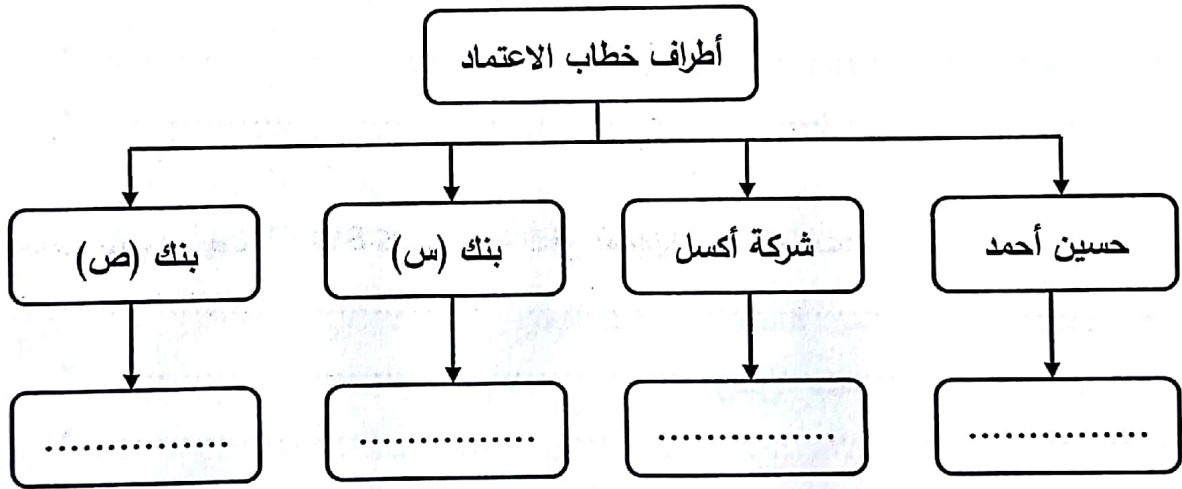 أطراف خطاب الاعتماد
حسين أحمد
شركة أكسل
بنك (س)
بنك (ص)
................
................
................
................